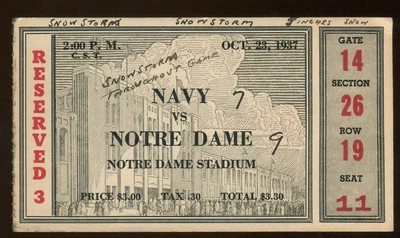 SNOWSTORM SNOWSTORM INCHES SNOW
2:00 P. M. OCT. 23, 1937
C. S. T.
SNOWSTORM
THROUGHOUT GAME
NAVY 7
VS
NOTRE DAME 9
NOTRE DAME STADIUM
PRICE $3.00 TAX .30 TOTAL $3.30
RESERVED 3
GATE
14
SECTION
26
ROW
19
SEAT
11